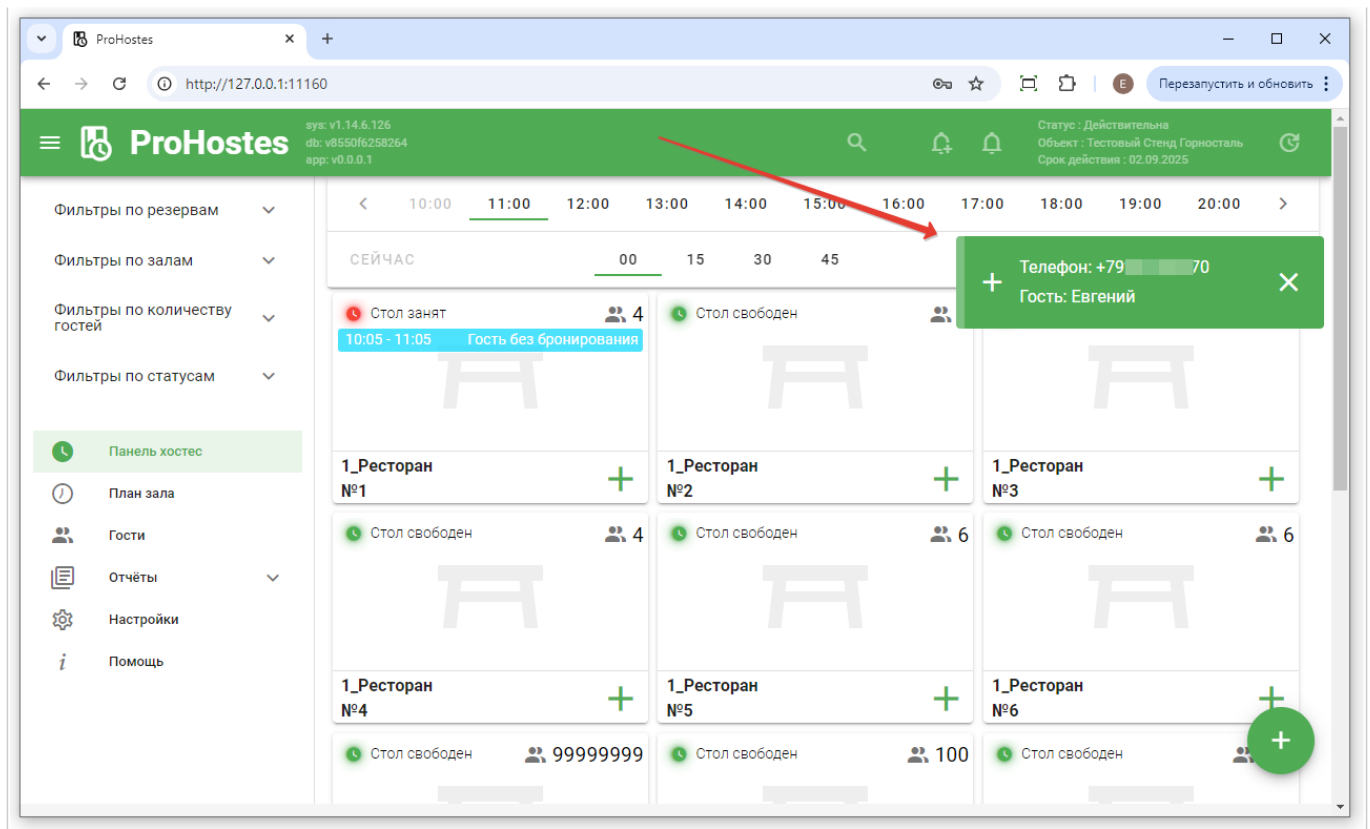 ProHostes
http://127.0.0.1:11160
E
Перезапустить и обновить
ProHostes
sys: v1.14.6.126
db: v8550f6258264
app: v0.0.0.1
Статус : Действительна
Объект : Тестовый Стенд Горносталь
Срок действия : 02.09.2025
Фильтры по резервам
Фильтры по залам
Фильтры по количеству
гостей
Фильтры по статусам
Панель хостес
План зала
Гости
Отчёты
Настройки
Помощь
10:00 11:00 12:00 13:00 14:00 15:00 16:00 17:00 18:00 19:00 20:00
СЕЙЧАС 00 15 30 45
Телефон: +79 70
Гость: Евгений
Стол занят 4
10:05 - 11:05 Гость без бронирования
1_Ресторан
№1
Стол свободен
1_Ресторан
№2
1_Ресторан
№3
Стол свободен 4
1_Ресторан
№4
Стол свободен 6
1_Ресторан
№5
Стол свободен 6
1_Ресторан
№6
Стол свободен 99999999
Стол свободен 100
Стол свободен